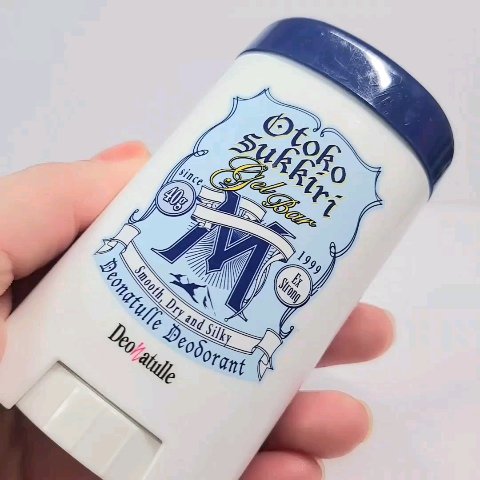 Otoko
Sukkiri
Gel Bar
since
1999
40g
M
Ex
Strong
Smooth, Dry and Silky
Deonatulle Deodorant
DeoNatulle